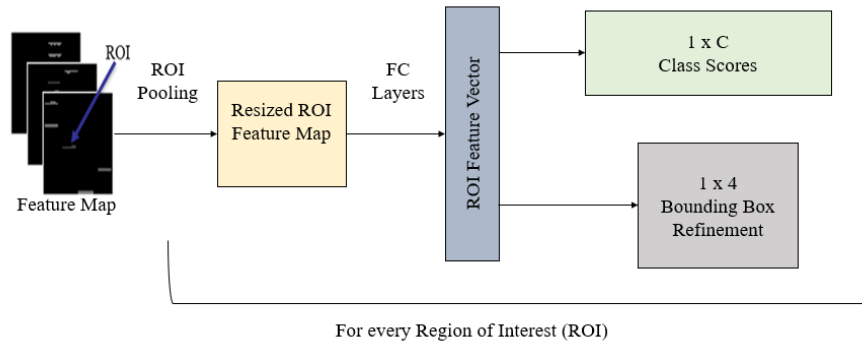 ROI
Feature Map
ROI
Pooling
Resized ROI
Feature Map
FC
Layers
ROI Feature Vector
1 x C
Class Scores
1 x 4
Bounding Box
Refinement
For every Region of Interest (ROI)